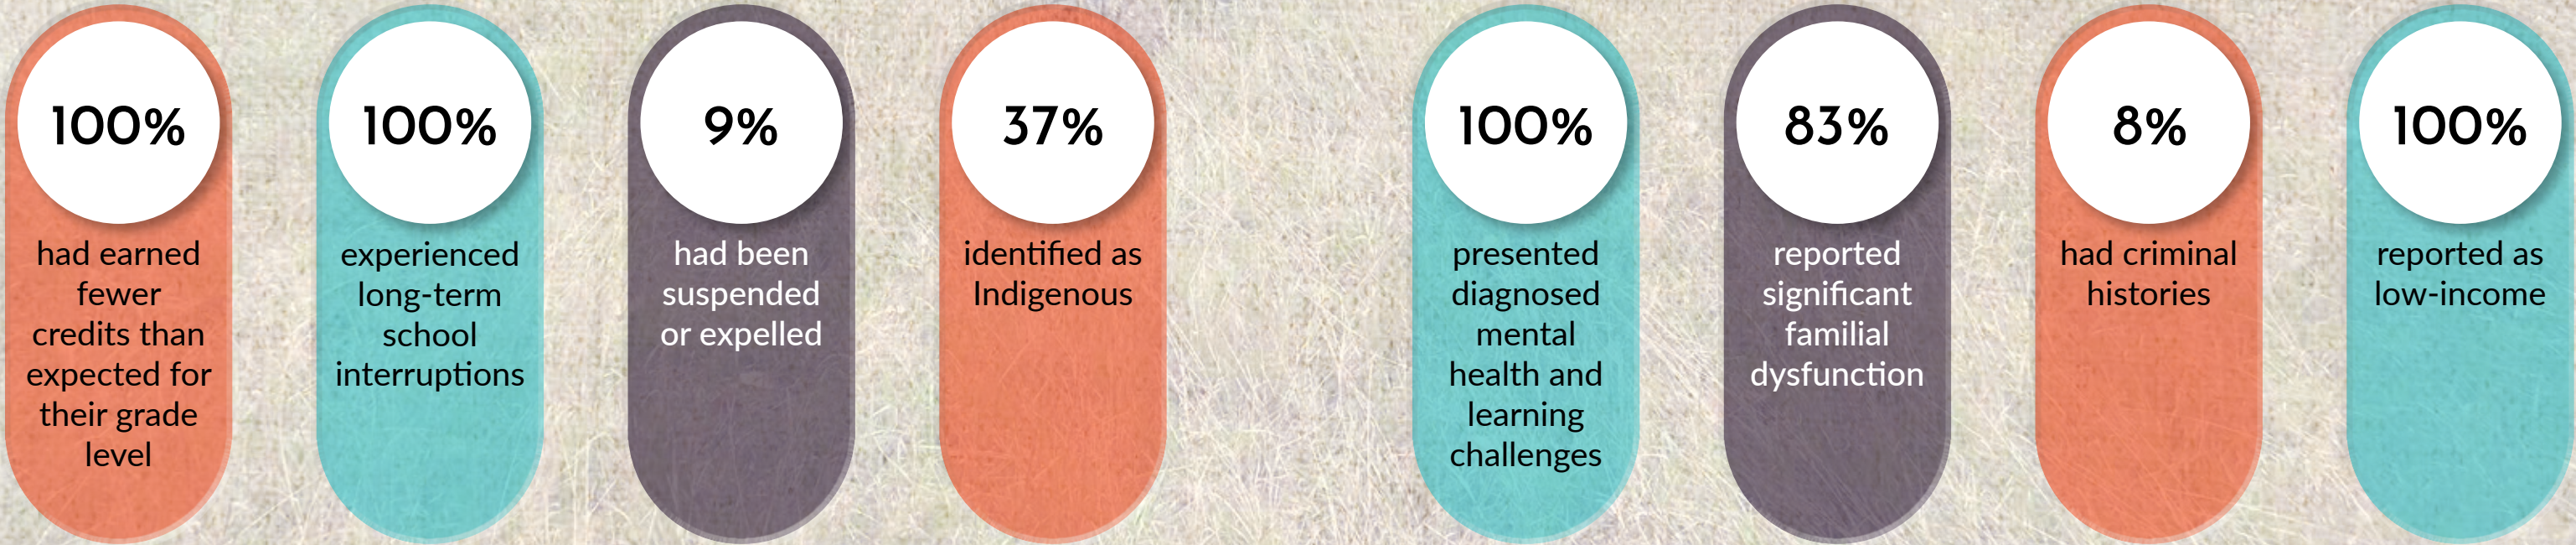 100%
had earned
fewer
credits than
expected for
their grade
level
100%
experienced
long-term
school
interruptions
9%
had been
suspended
or expelled
37%
identified as
Indigenous
100%
presented
diagnosed
mental
health and
learning
challenges
83%
reported
significant
familial
dysfunction
8%
had criminal
histories
100%
reported as
low-income